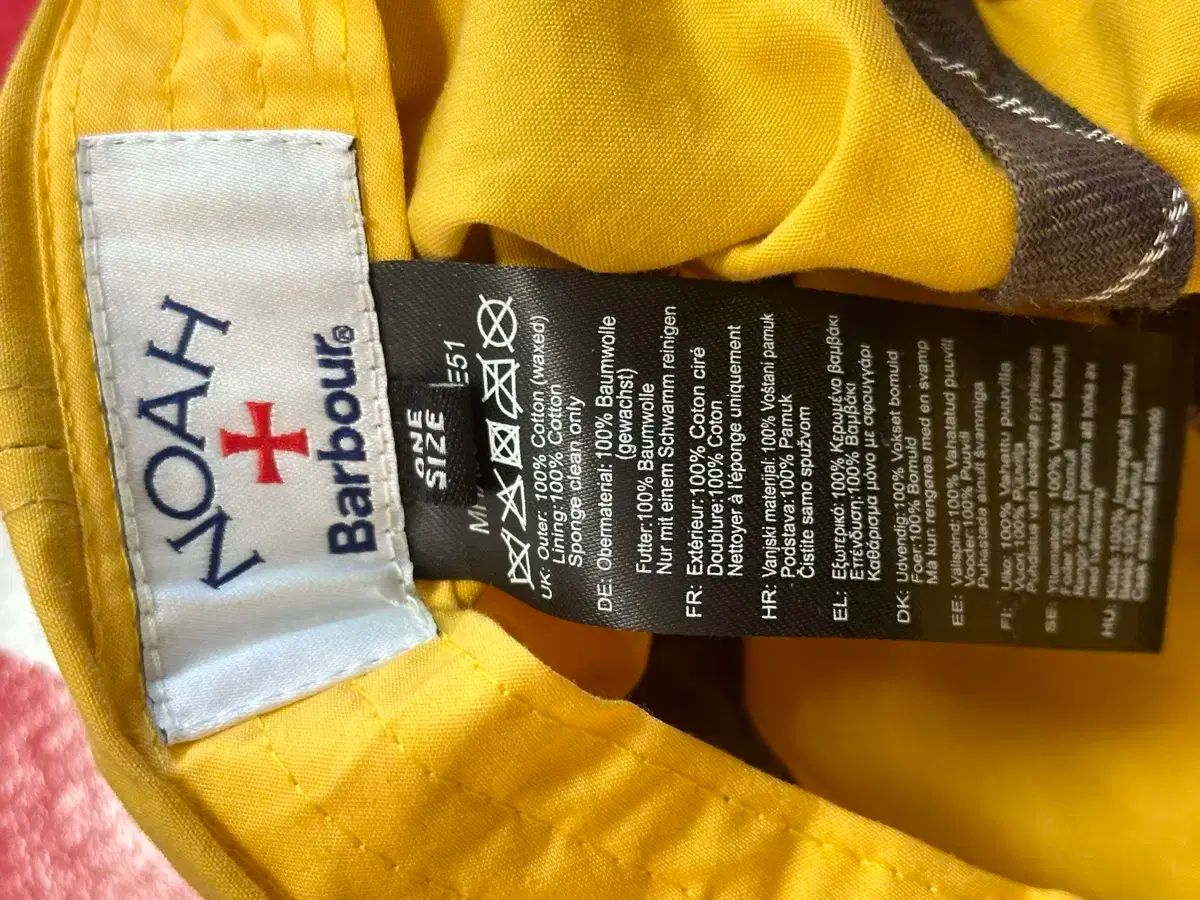 NOAH
Barbour®
ONE
SIZE
E51
UK: Outer: 100% Cotton (waxed)
Lining:100% Cotton
Sponge clean only
DE: Obermaterial: 100% Baumwolle
(gewachst)
Futter:100% Baumwolle
Nur mit einem Schwamm reinigen
FR: Extérieur:100% Coton ciré
Doublure:100% Coton
Nettoyer à l'éponge uniquement
HR: Vanjski materijal: 100% Voštani pamuk
Podstava:100% Pamuk
Čistite samo spužvom
EL: Εξωτερικό: 100% Κερωμένο βαμβάκι
Επένδυση:100% Βαμβάκι
Καθάρισμα μόνο με σφουγγάρι
DK: Udvendig:100% Vokset bomuld
Foer:100% Bomuld
Må kun rengøres med en svamp
EE: Välispind:100% Vahatatud puuvill
Vooder:100% Puuvill
Puhastada ainult švammiga
FI: Ulko 100% Vahattu puuvilla
Vuori:100% Puuvilla
SE: Yttermaterial: 100% Vaxad bomull
Foder:100% Bomull
HU: